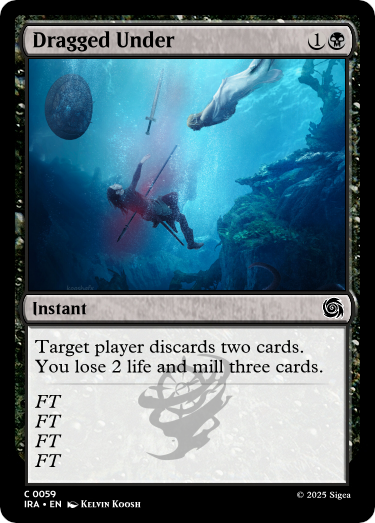 Dragged Under 1
Instant
Target player discards two cards.
You lose 2 life and mill three cards.
FT
FT
FT
FT
C 0059
IRA • EN Kelvin Koosh
© 2025 Sigea